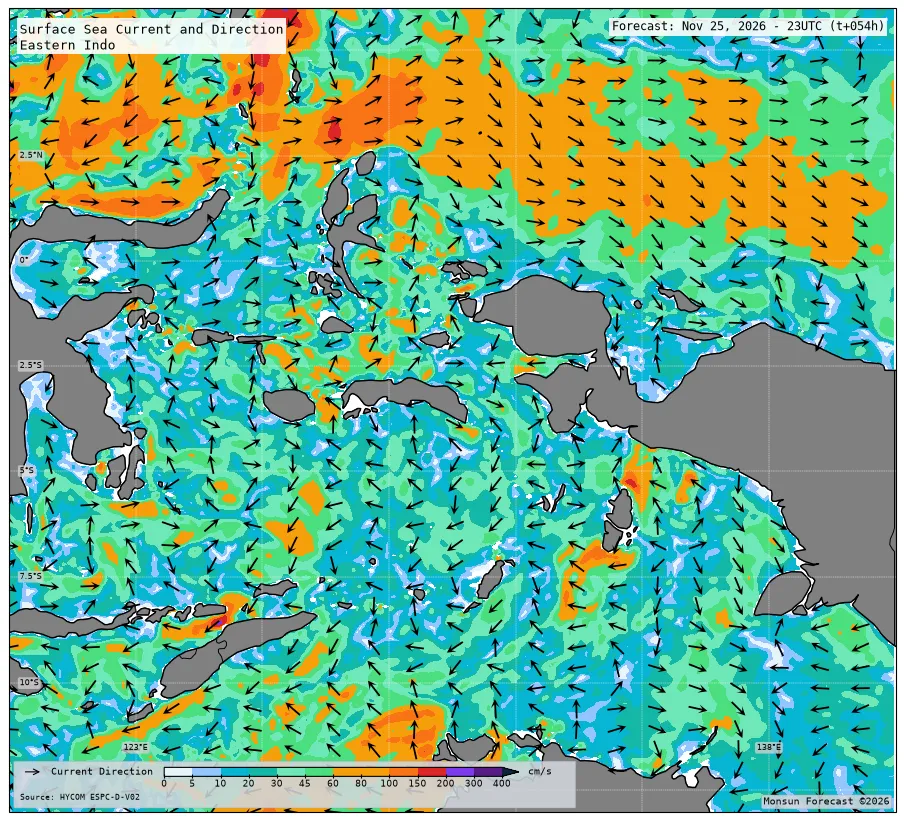 Surface Sea Current and Direction
Eastern Indo
Forecast: Nov 25, 2026 - 23UTC (t+054h)
2.5°N
0°
2.5°S
5°S
7.5°S
10°S
123°E
138°E
Current Direction
0 5 10 20 30 45 60 80 100 150 200 300 400
cm/s
Source: HYCOM ESPC-D-V02
Monsun Forecast ©2026